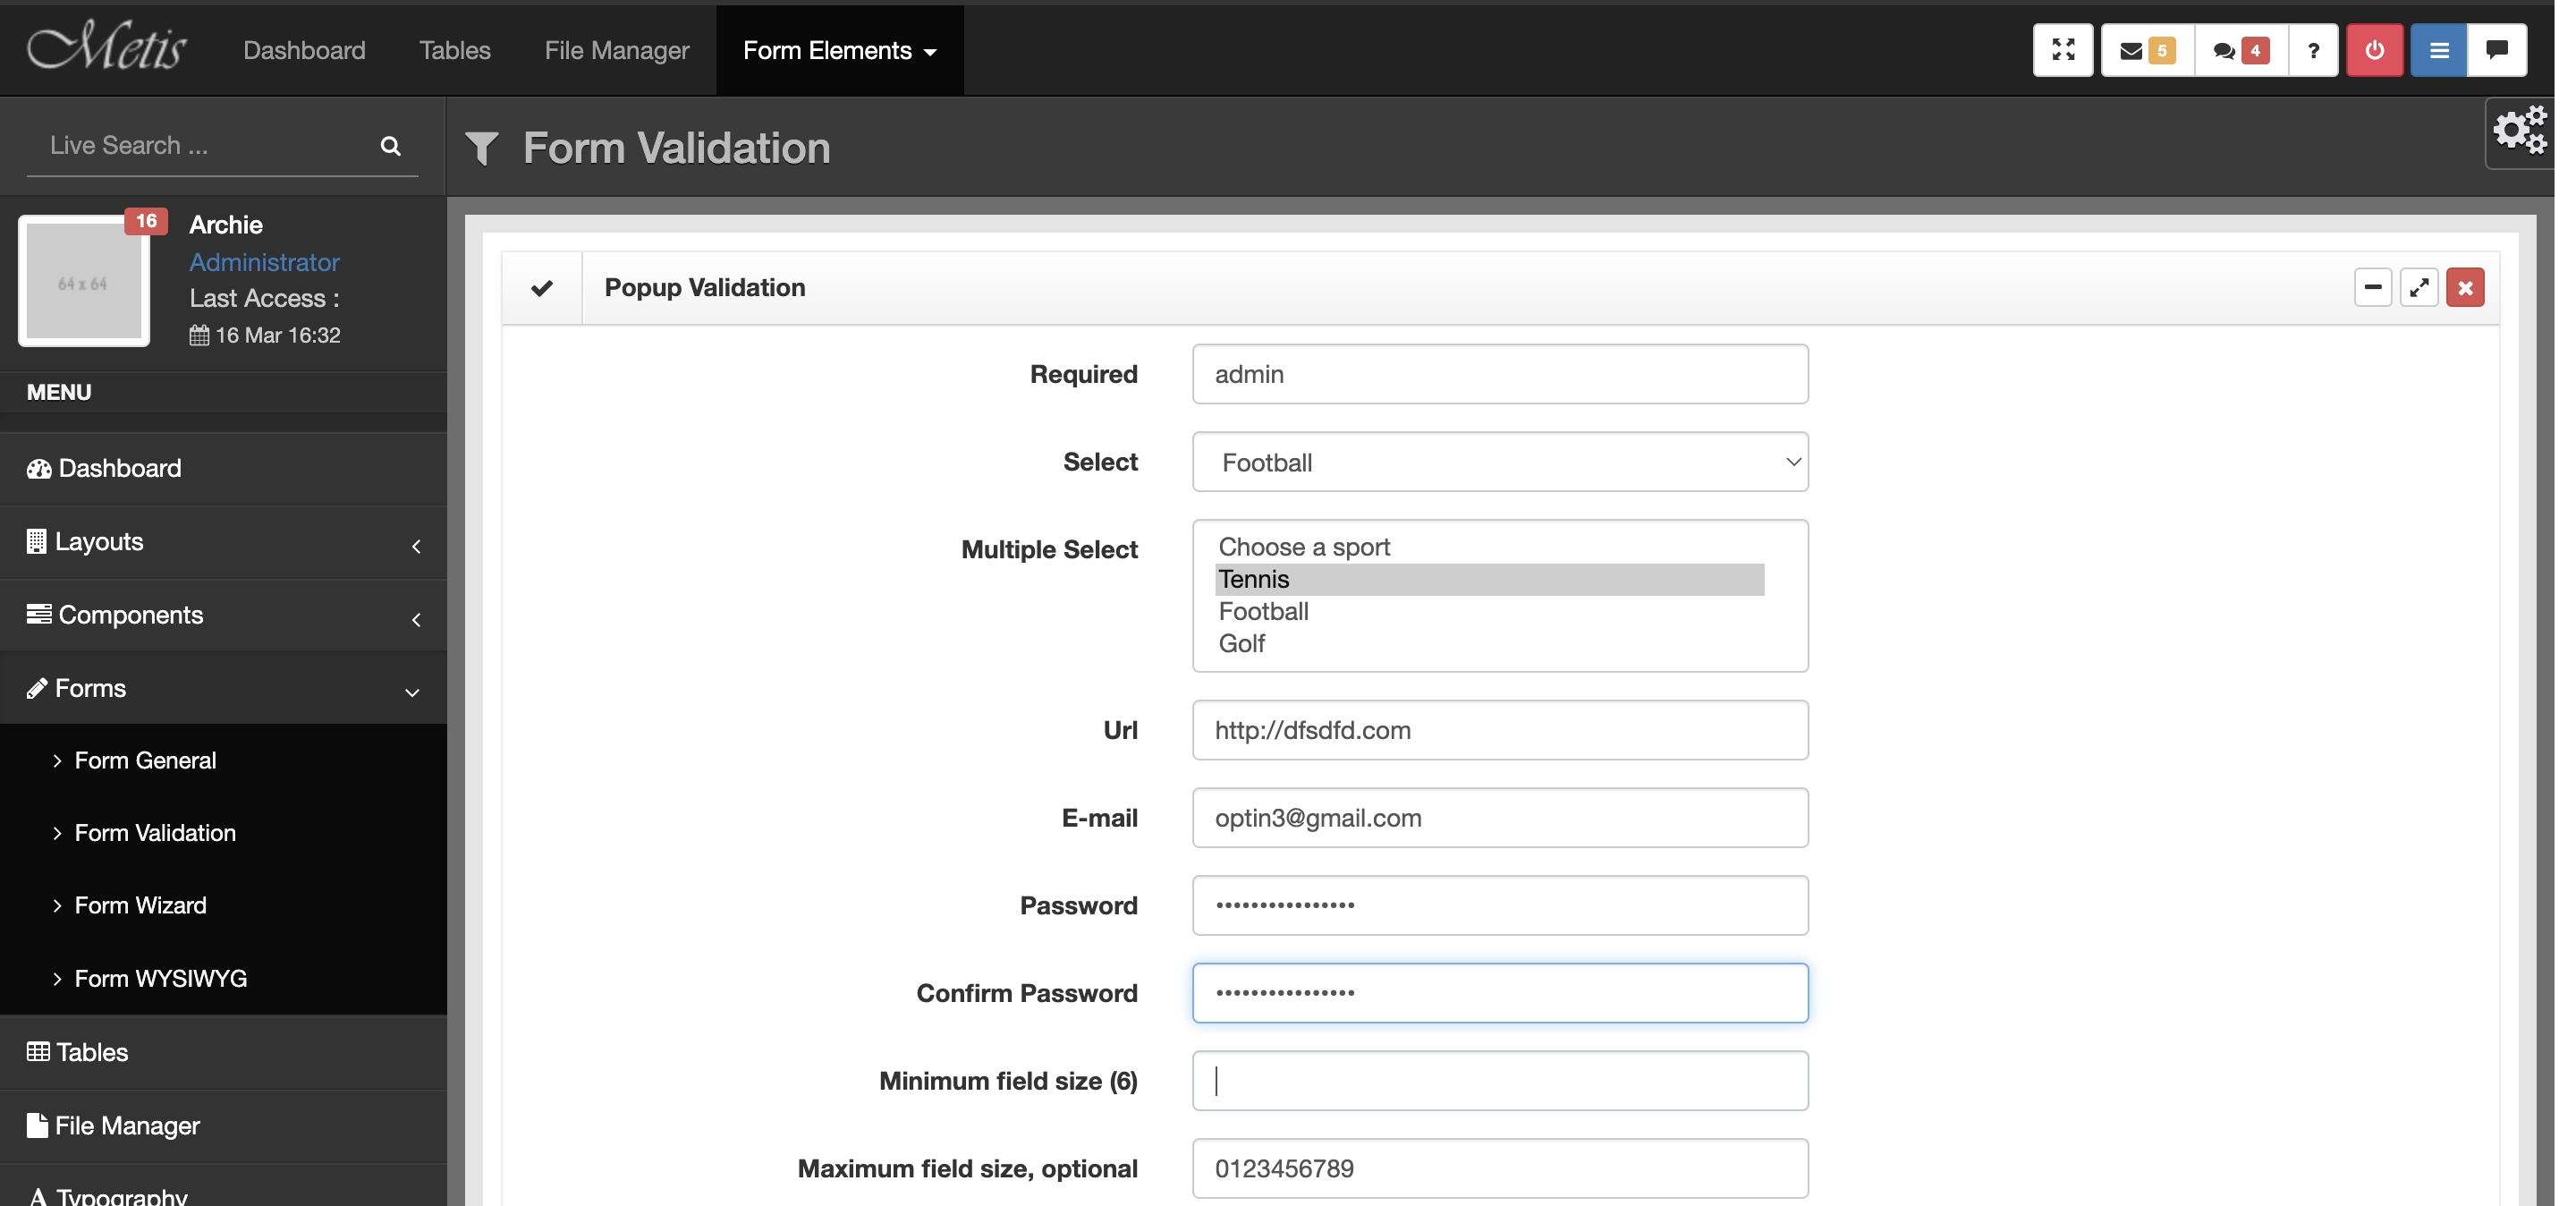 Metis
Dashboard
Tables
File Manager
Form Elements
5
4
?
Live Search ...
Form Validation
64 x 64
16
Archie
Administrator
Last Access :
16 Mar 16:32
MENU
Dashboard
Layouts
Components
Forms
Form General
Form Validation
Form Wizard
Form WYSIWYG
Tables
File Manager
Typography
Popup Validation
Required
admin
Select
Football
Multiple Select
Choose a sport
Tennis
Football
Golf
Url
http://dfsdfd.com
E-mail
optin3@gmail.com
Password
••••••••••••••••
Confirm Password
••••••••••••••••
Minimum field size (6)
Maximum field size, optional
0123456789